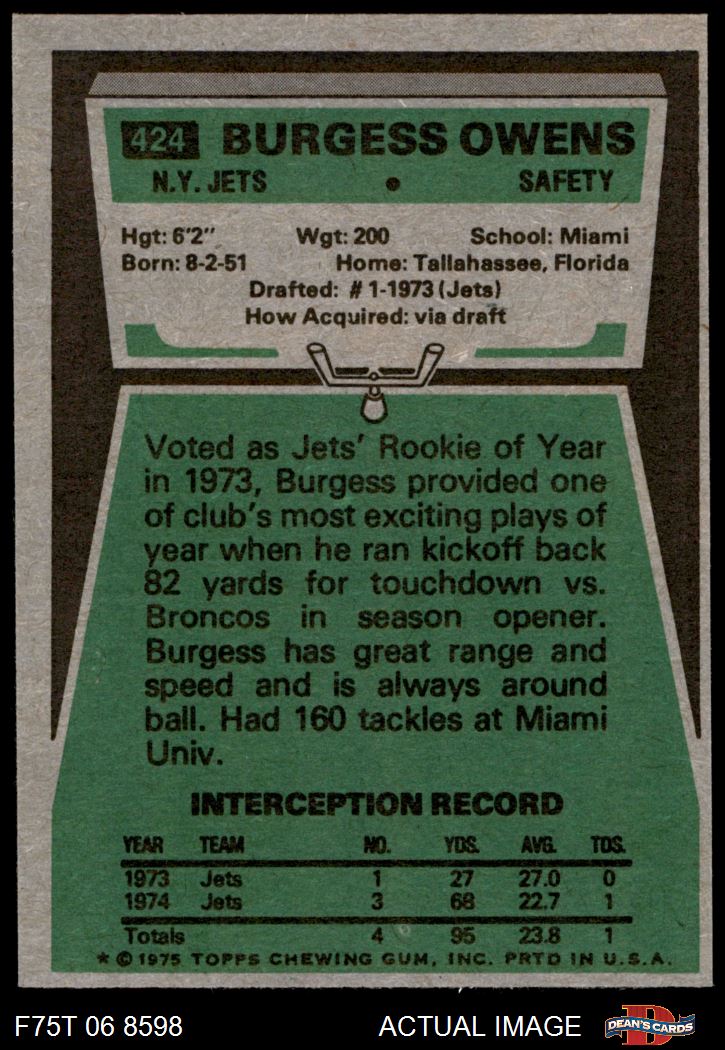 424 BURGESS OWENS
N.Y. JETS • SAFETY
Hgt: 6'2" Wgt: 200 School: Miami
Born: 8-2-51 Home: Tallahassee, Florida
Drafted: #1-1973 (Jets)
How Acquired: via draft
Voted as Jets' Rookie of Year
in 1973, Burgess provided one
of club's most exciting plays of
year when he ran kickoff back
82 yards for touchdown vs.
Broncos in season opener.
Burgess has great range and
speed and is always around
ball. Had 160 tackles at Miami
Univ.
INTERCEPTION RECORD
YEAR TEAM NO. YDS. AVG. TDS.
1973 Jets 1 27 27.0 0
1974 Jets 3 68 22.7 1
Totals 4 95 23.8 1
* © 1975 TOPPS CHEWING GUM, INC. PRTD IN U.S.A.
F75T 06 8598 ACTUAL IMAGE D DEAN'S CARDS